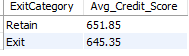 ExitCategory Avg_Credit_Score
Retain 651.85
Exit 645.35